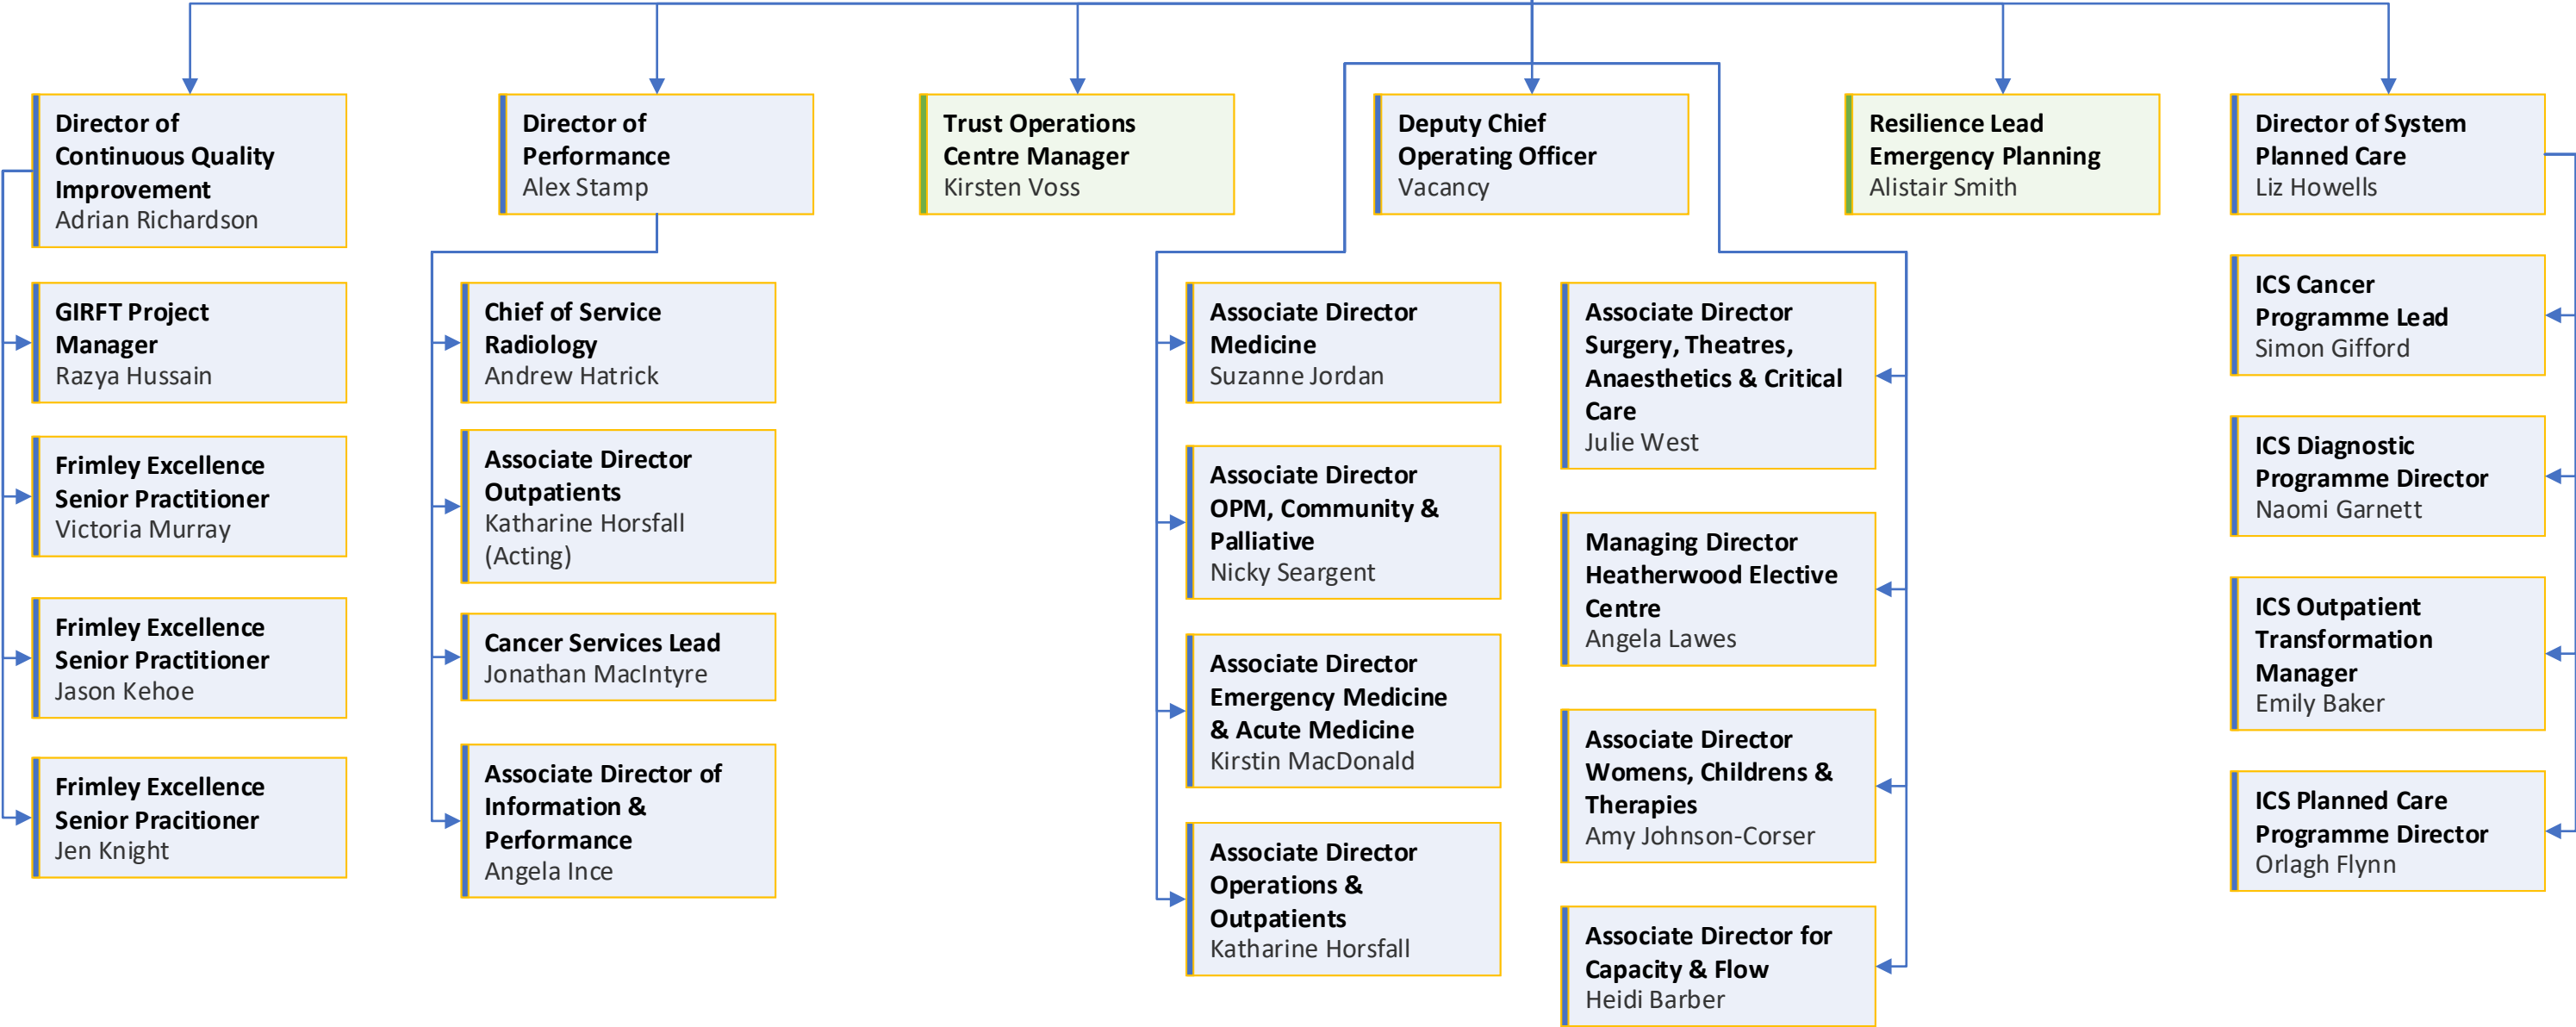 Director of
Continuous Quality
Improvement
Adrian Richardson
Director of
Performance
Alex Stamp
Trust Operations
Centre Manager
Kirsten Voss
Deputy Chief
Operating Officer
Vacancy
Resilience Lead
Emergency Planning
Alistair Smith
Director of System
Planned Care
Liz Howells
GIRFT Project
Manager
Razya Hussain
Frimley Excellence
Senior Practitioner
Victoria Murray
Frimley Excellence
Senior Practitioner
Jason Kehoe
Frimley Excellence
Senior Pracitioner
Jen Knight
Chief of Service
Radiology
Andrew Hatrick
Associate Director
Outpatients
Katharine Horsfall
(Acting)
Cancer Services Lead
Jonathan MacIntyre
Associate Director of
Information &
Performance
Angela Ince
Associate Director
Medicine
Suzanne Jordan
Associate Director
OPM, Community &
Palliative
Nicky Seargent
Associate Director
Emergency Medicine
& Acute Medicine
Kirstin MacDonald
Associate Director
Operations &
Outpatients
Katharine Horsfall
Associate Director
Surgery, Theatres,
Anaesthetics & Critical
Care
Julie West
Managing Director
Heatherwood Elective
Centre
Angela Lawes
Associate Director
Womens, Childrens &
Therapies
Amy Johnson-Corser
Associate Director for
Capacity & Flow
Heidi Barber
ICS Cancer
Programme Lead
Simon Gifford
ICS Diagnostic
Programme Director
Naomi Garnett
ICS Outpatient
Transformation
Manager
Emily Baker
ICS Planned Care
Programme Director
Orlagh Flynn